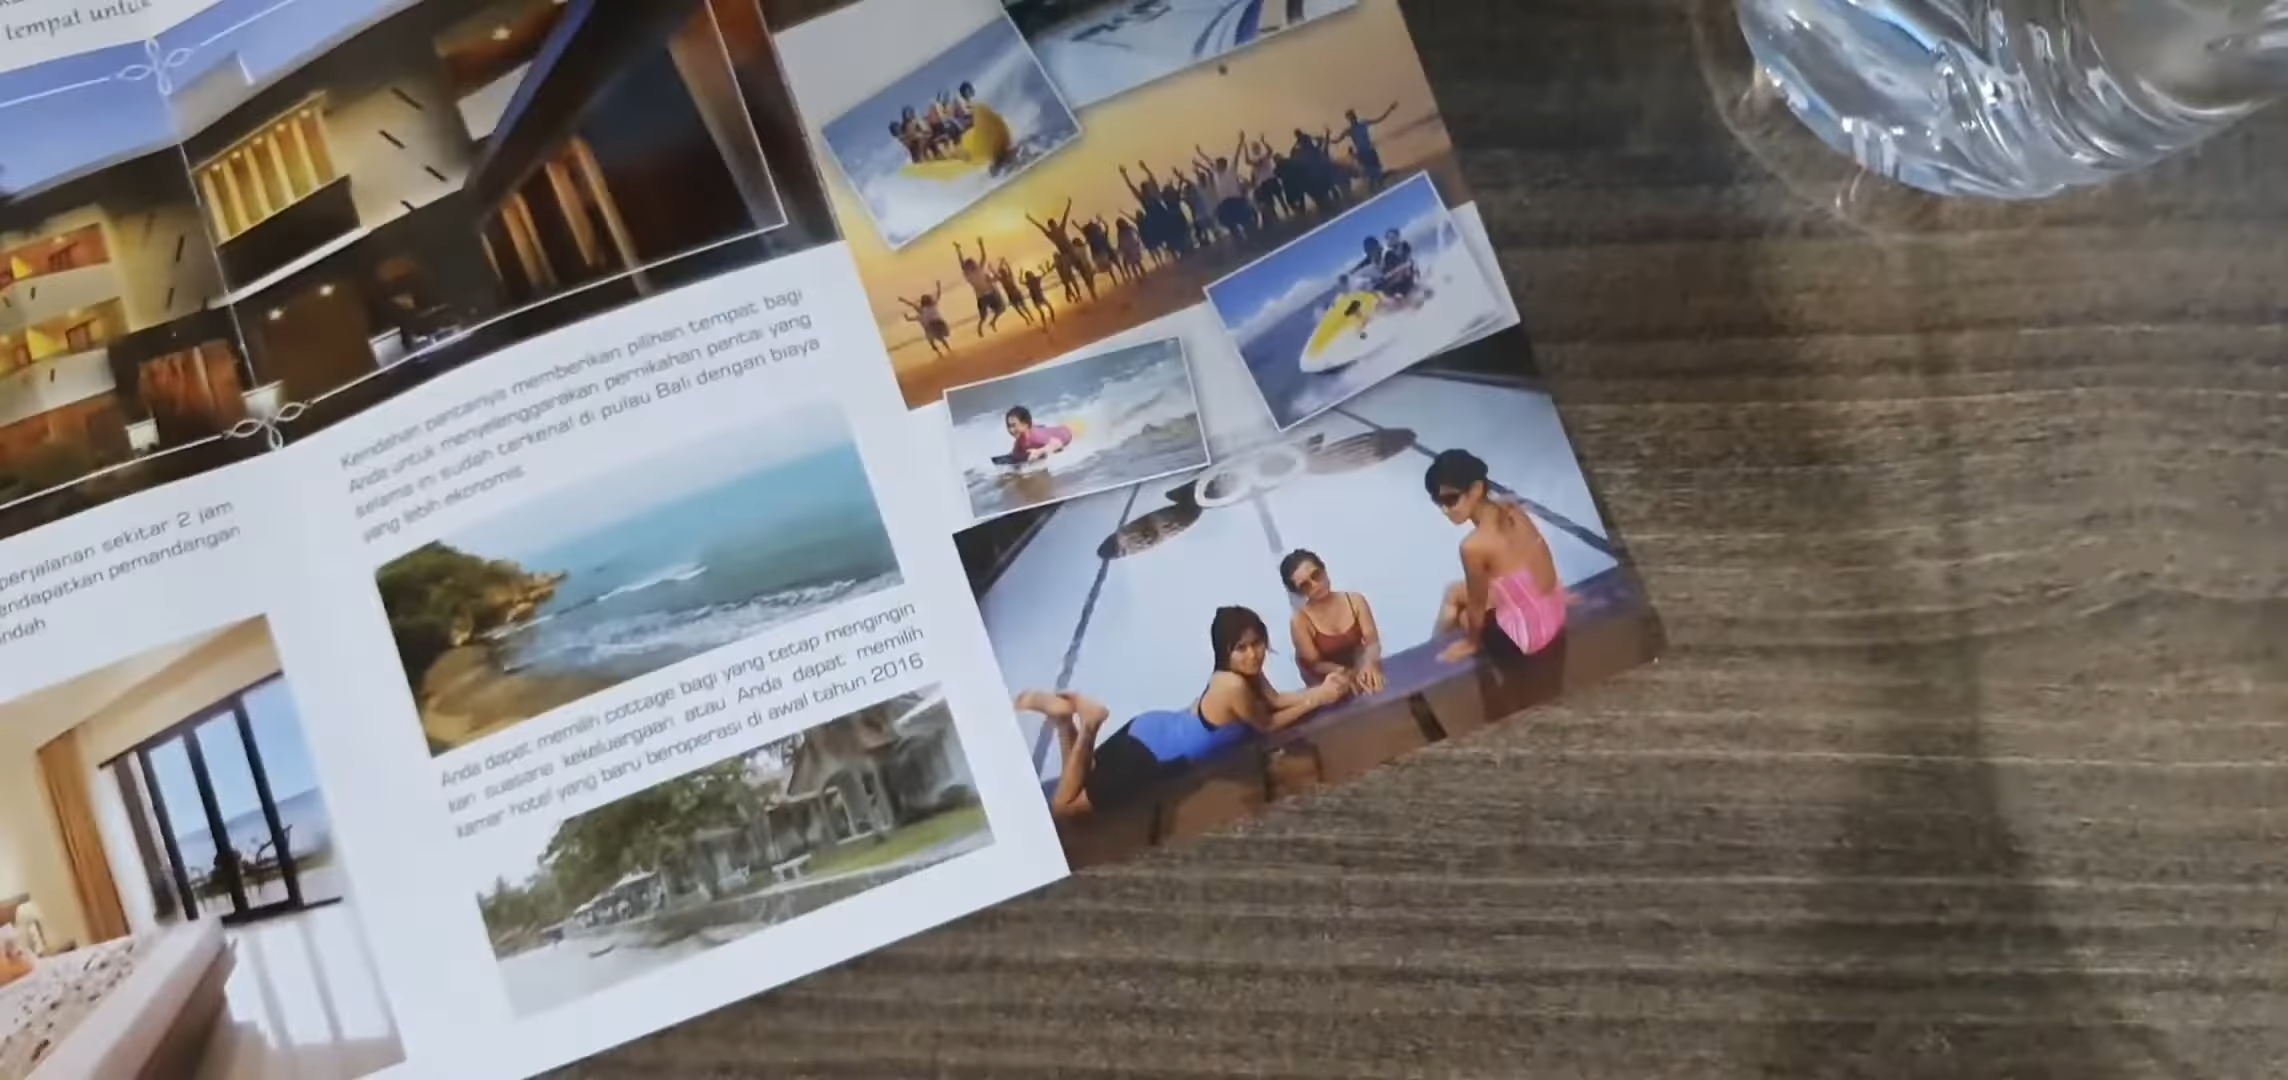 tempat untuk
perjalanan sekitar 2 jam
endapatkan pemandangan
ndah
Keindahan pantainya memberikan pilihan tempat bagi
Anda untuk menyelenggarakan pernikahan pantai yang
selama ini sudah terkenal di pulau Bali dengan biaya
yang lebih ekonomis
Anda dapat memilih cottage bagi yang tetap mengingin
kan suasana kekeluargaan atau Anda dapat memilih
kamar hotel yang baru beroperasi di awal tahun 2016